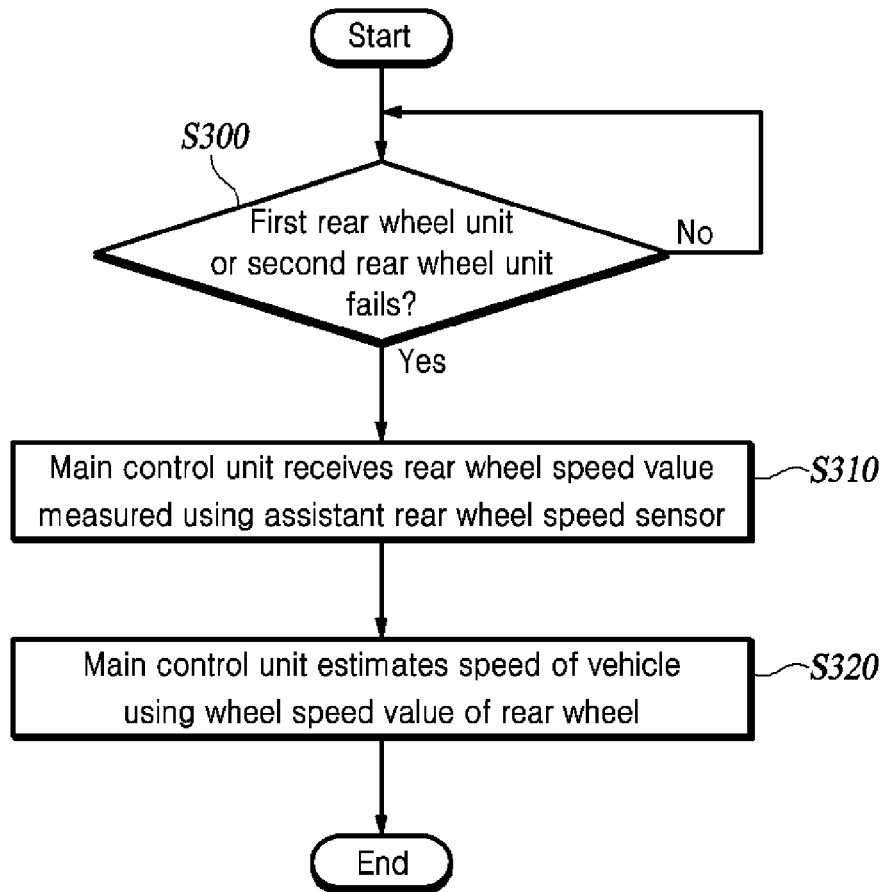 Start
S300
First rear wheel unit
or second rear wheel unit
fails?
No
Yes
Main control unit receives rear wheel speed value
measured using assistant rear wheel speed sensor
S310
Main control unit estimates speed of vehicle
using wheel speed value of rear wheel
S320
End